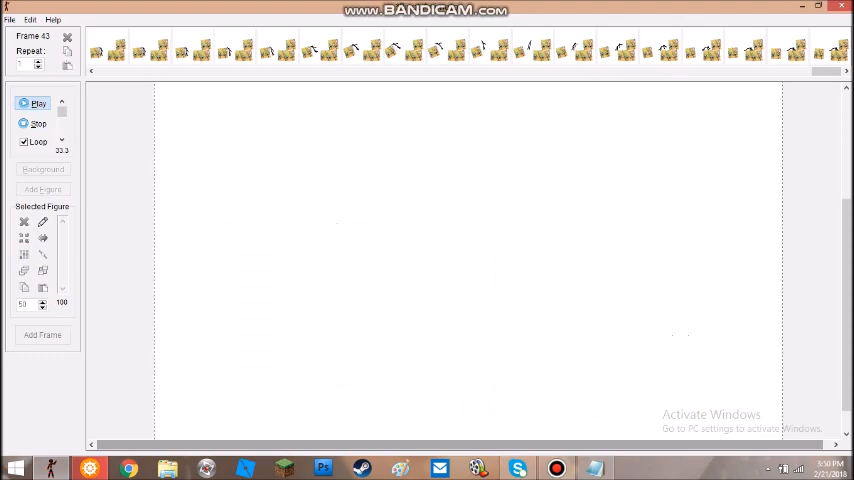 www.BANDICAM.com
File Edit Help
Frame 43
Repeat:
1
Play
Stop
Loop
33.3
Background
Add Figure
Selected Figure
50
100
Add Frame
Activate Windows
Go to PC settings to activate Windows.
Ps
3:50 PM
2/21/2018